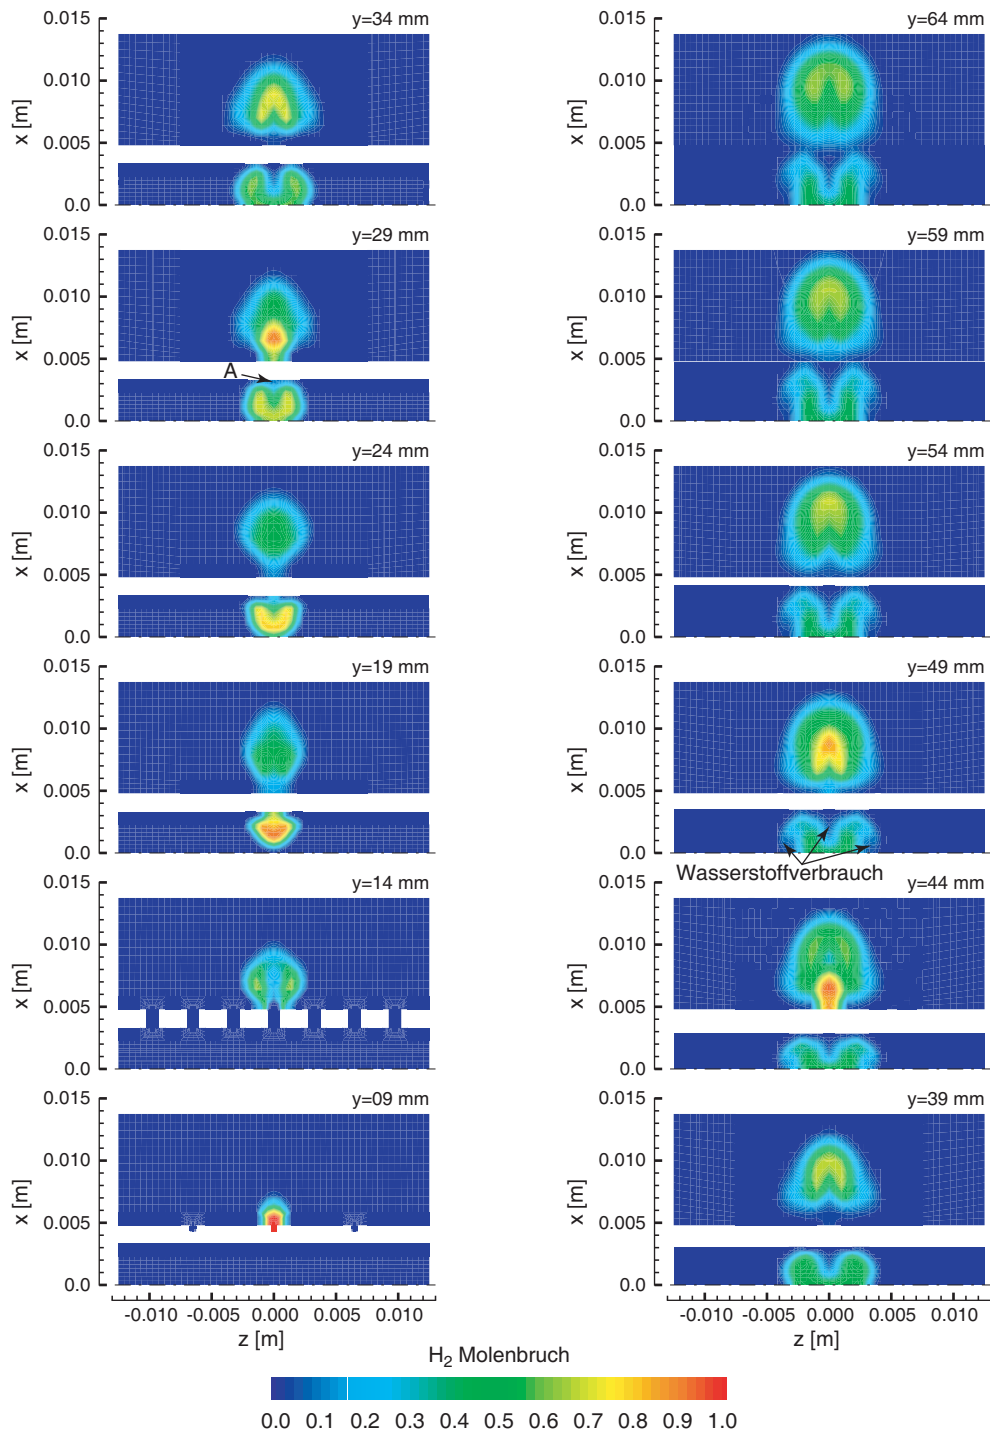 y=34 mm
0.015
0.010
0.005
0.0
x [m]
y=29 mm
0.015
0.010
0.005
0.0
x [m]
A
y=24 mm
0.015
0.010
0.005
0.0
x [m]
y=19 mm
0.015
0.010
0.005
0.0
x [m]
y=14 mm
0.015
0.010
0.005
0.0
x [m]
y=09 mm
0.015
0.010
0.005
0.0
x [m]
-0.010 -0.005 0.000 0.005 0.010
z [m]
y=64 mm
0.015
0.010
0.005
0.0
x [m]
y=59 mm
0.015
0.010
0.005
0.0
x [m]
y=54 mm
0.015
0.010
0.005
0.0
x [m]
y=49 mm
0.015
0.010
0.005
0.0
x [m]
Wasserstoffverbrauch
y=44 mm
0.015
0.010
0.005
0.0
x [m]
y=39 mm
0.015
0.010
0.005
0.0
x [m]
-0.010 -0.005 0.000 0.005 0.010
z [m]
H₂ Molenbruch
0.0 0.1 0.2 0.3 0.4 0.5 0.6 0.7 0.8 0.9 1.0